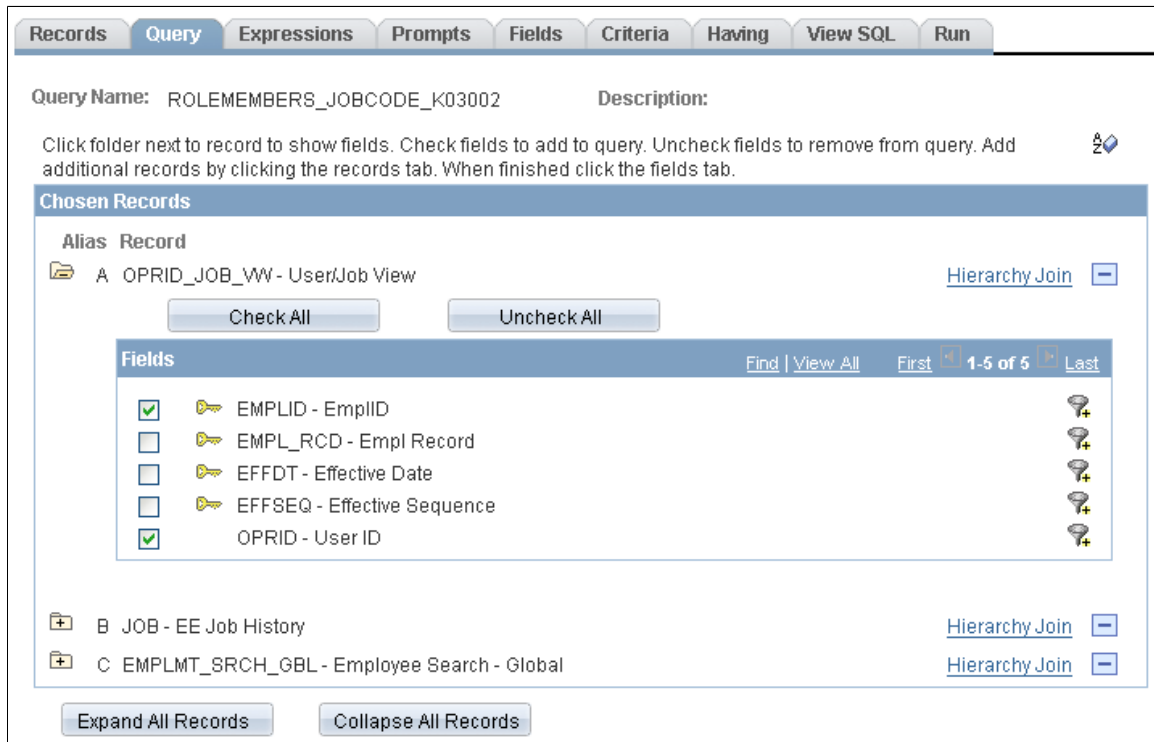 Records Query Expressions Prompts Fields Criteria Having View SQL Run
Query Name: ROLEMEMBERS_JOBCODE_K03002 Description:
Click folder next to record to show fields. Check fields to add to query. Uncheck fields to remove from query. Add
additional records by clicking the records tab. When finished click the fields tab.
Chosen Records
Alias Record
A OPRID_JOB_VW - User/Job View Hierarchy Join
Check All Uncheck All
Fields Find | View All First 1-5 of 5 Last
EMPLID - EmplID
EMPL_RCD - Empl Record
EFFDT - Effective Date
EFFSEQ - Effective Sequence
OPRID - User ID
B JOB - EE Job History Hierarchy Join
C EMPLMT_SRCH_GBL - Employee Search - Global Hierarchy Join
Expand All Records Collapse All Records